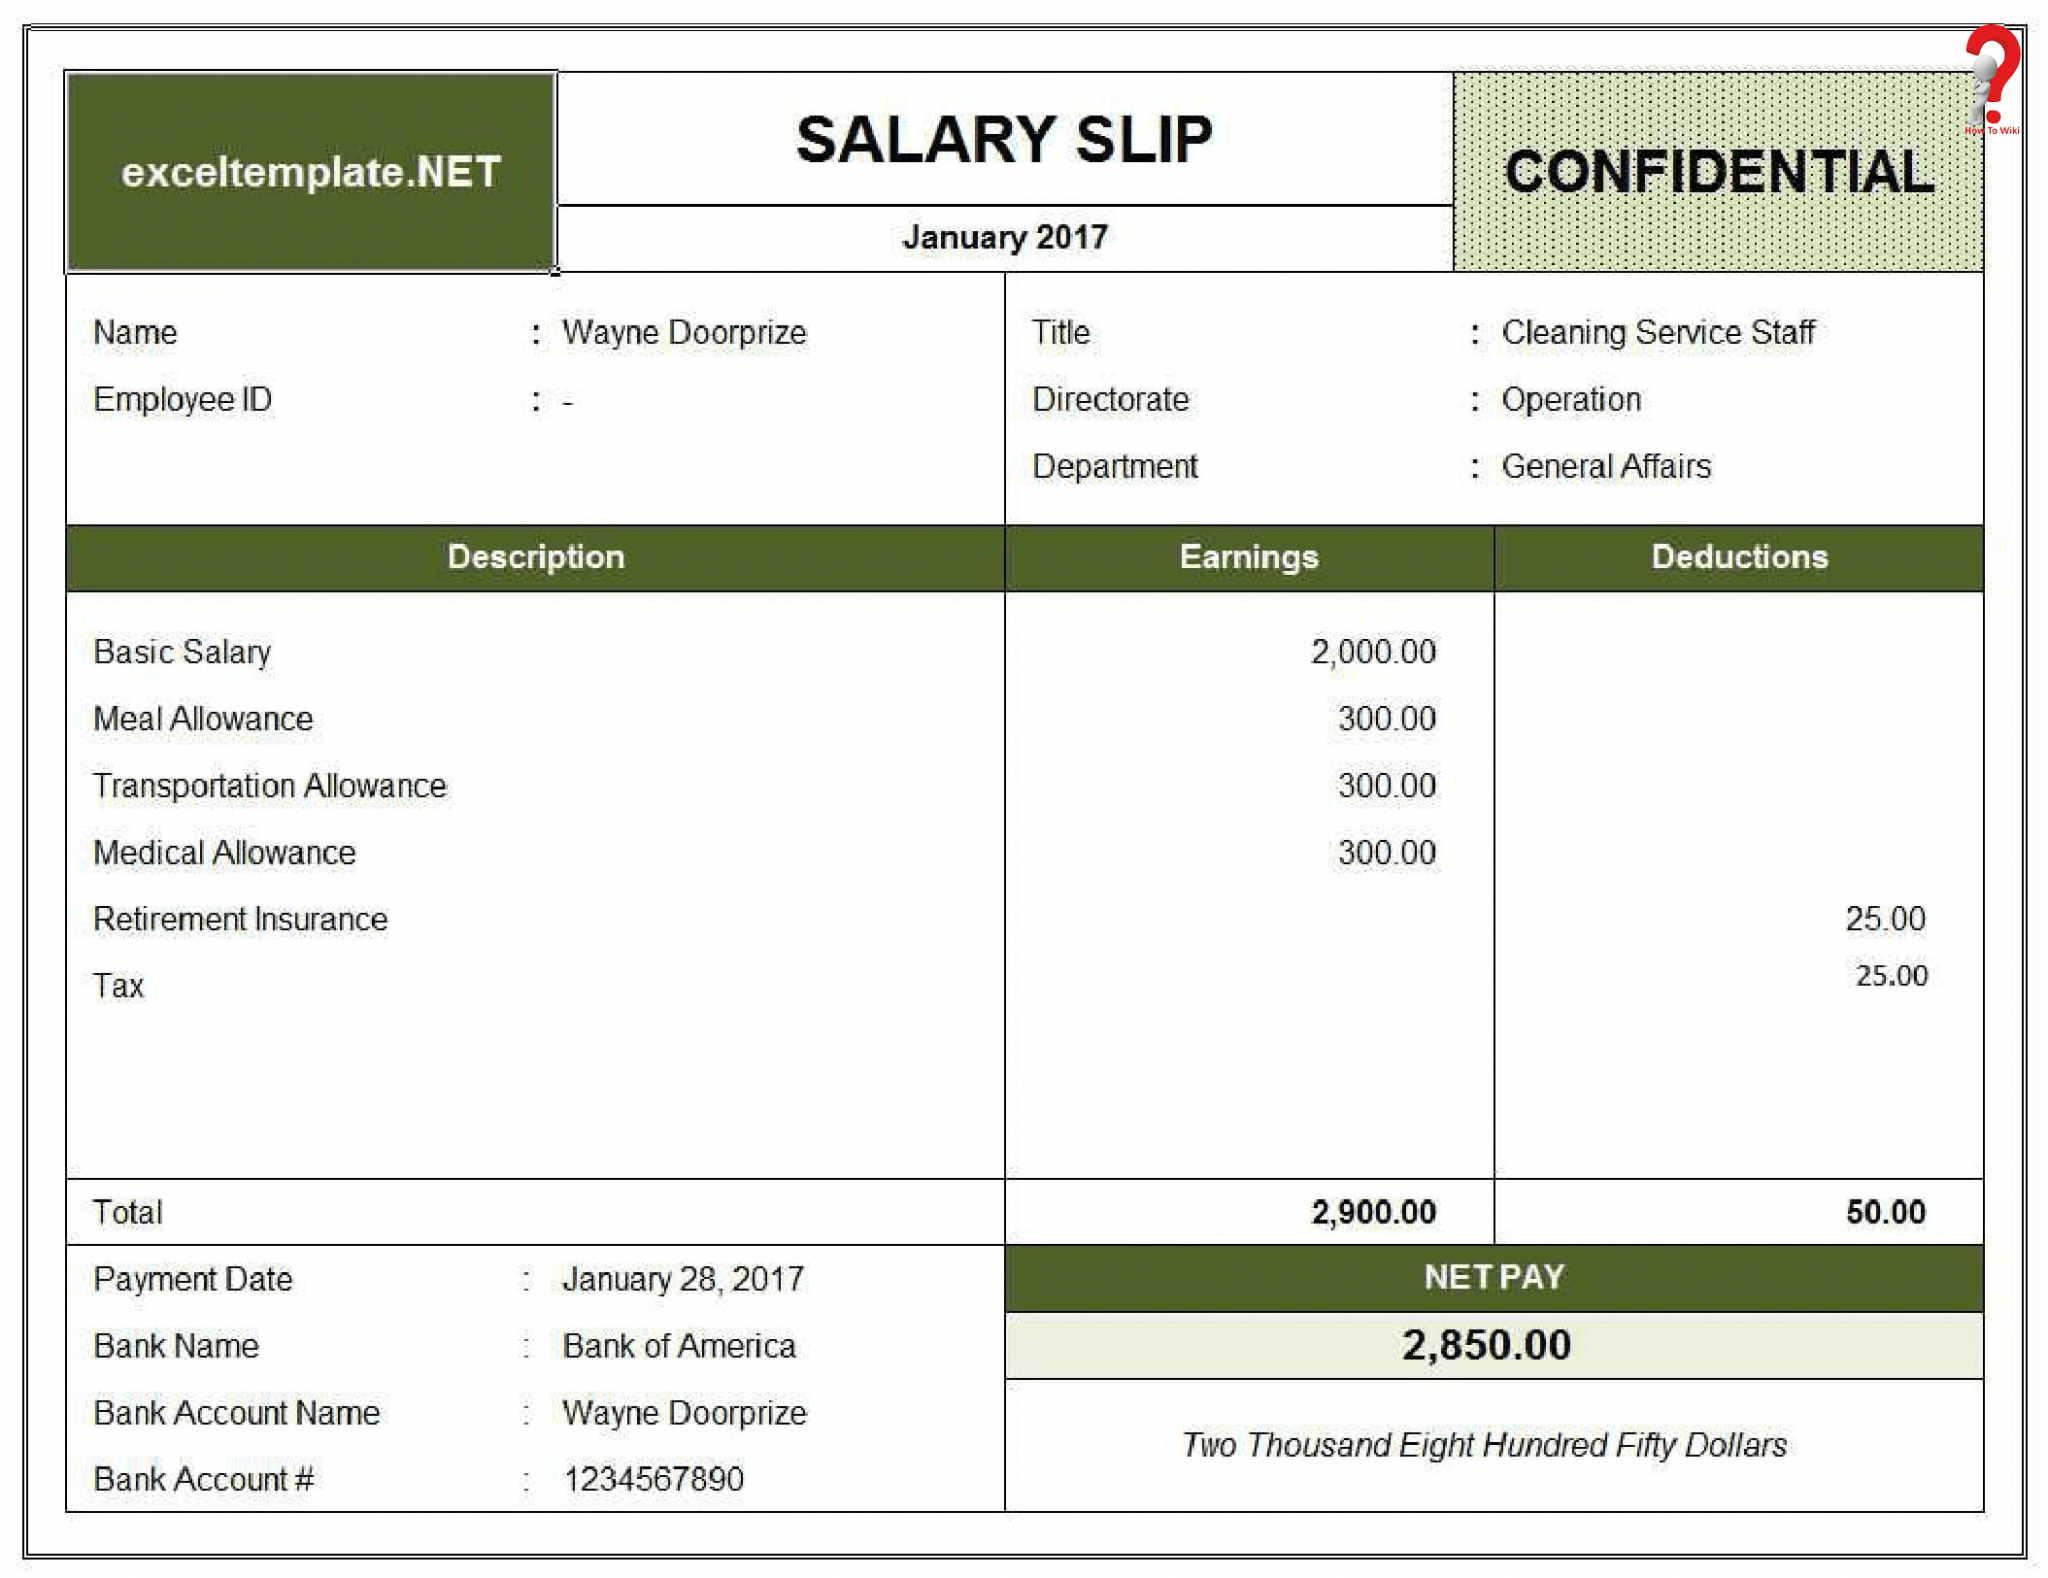 How To Wiki
exceltemplate.NET
SALARY SLIP
CONFIDENTIAL
January 2017
Name : Wayne Doorprize Title : Cleaning Service Staff
Employee ID : - Directorate : Operation
Department : General Affairs
Description Earnings Deductions
Basic Salary 2,000.00
Meal Allowance 300.00
Transportation Allowance 300.00
Medical Allowance 300.00
Retirement Insurance 25.00
Tax 25.00
Total 2,900.00 50.00
Payment Date : January 28, 2017 NET PAY
Bank Name : Bank of America 2,850.00
Bank Account Name : Wayne Doorprize
Two Thousand Eight Hundred Fifty Dollars
Bank Account # : 1234567890